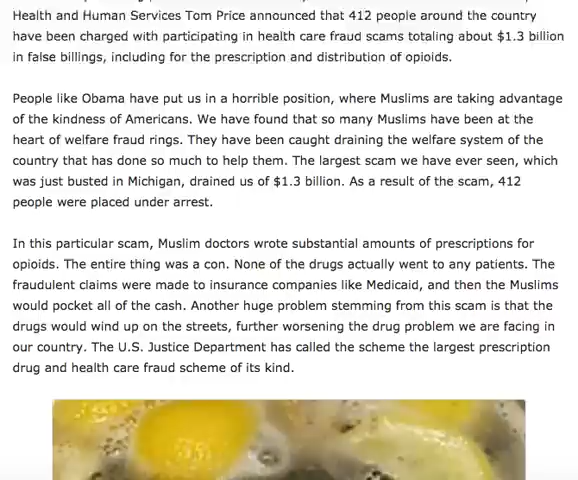 Health and Human Services Tom Price announced that 412 people around the country
have been charged with participating in health care fraud scams totaling about $1.3 billion
in false billings, including for the prescription and distribution of opioids.
People like Obama have put us in a horrible position, where Muslims are taking advantage
of the kindness of Americans. We have found that so many Muslims have been at the
heart of welfare fraud rings. They have been caught draining the welfare system of the
country that has done so much to help them. The largest scam we have ever seen, which
was just busted in Michigan, drained us of $1.3 billion. As a result of the scam, 412
people were placed under arrest.
In this particular scam, Muslim doctors wrote substantial amounts of prescriptions for
opioids. The entire thing was a con. None of the drugs actually went to any patients. The
fraudulent claims were made to insurance companies like Medicaid, and then the Muslims
would pocket all of the cash. Another huge problem stemming from this scam is that the
drugs would wind up on the streets, further worsening the drug problem we are facing in
our country. The U.S. Justice Department has called the scheme the largest prescription
drug and health care fraud scheme of its kind.